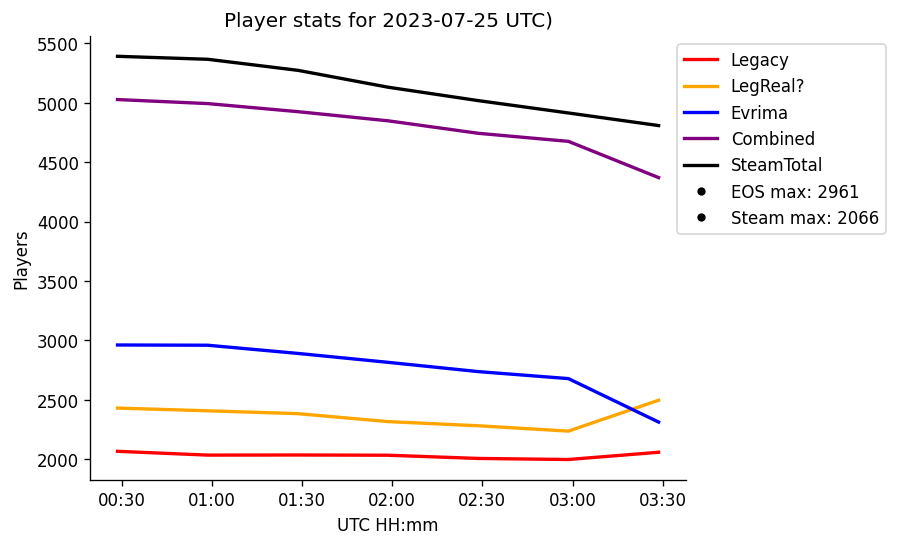 Player stats for 2023-07-25 UTC)
Players
5500
5000
4500
4000
3500
3000
2500
2000
00:30 01:00 01:30 02:00 02:30 03:00 03:30
UTC HH:mm
Legacy
LegReal?
Evrima
Combined
SteamTotal
EOS max: 2961
Steam max: 2066